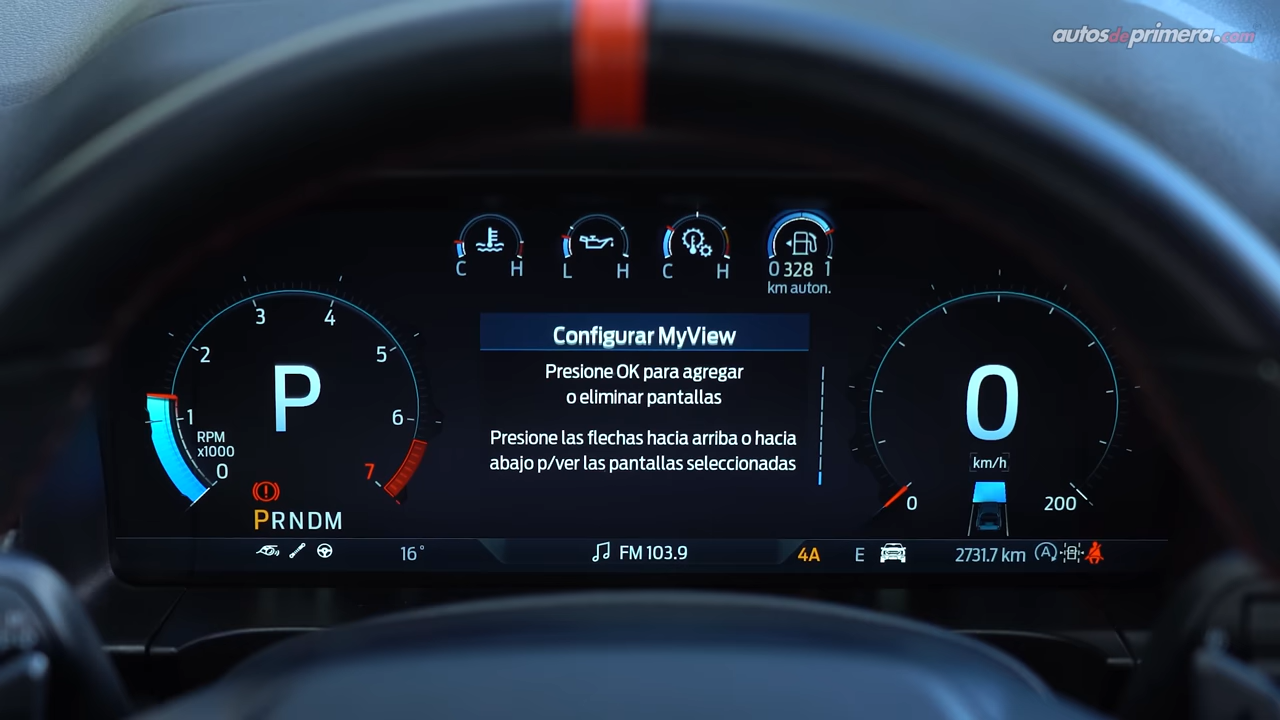 autosdeprimera.com
C H
L H
C H
0 328 1
km auton.
3 4
2 5
1 6
RPM
x1000
0
7
P
PRNDM
Configurar MyView
Presione OK para agregar
o eliminar pantallas
Presione las flechas hacia arriba o hacia
abajo p/ver las pantallas seleccionadas
0
km/h
0 200
16°
FM 103.9
4A
E
2731.7 km
A